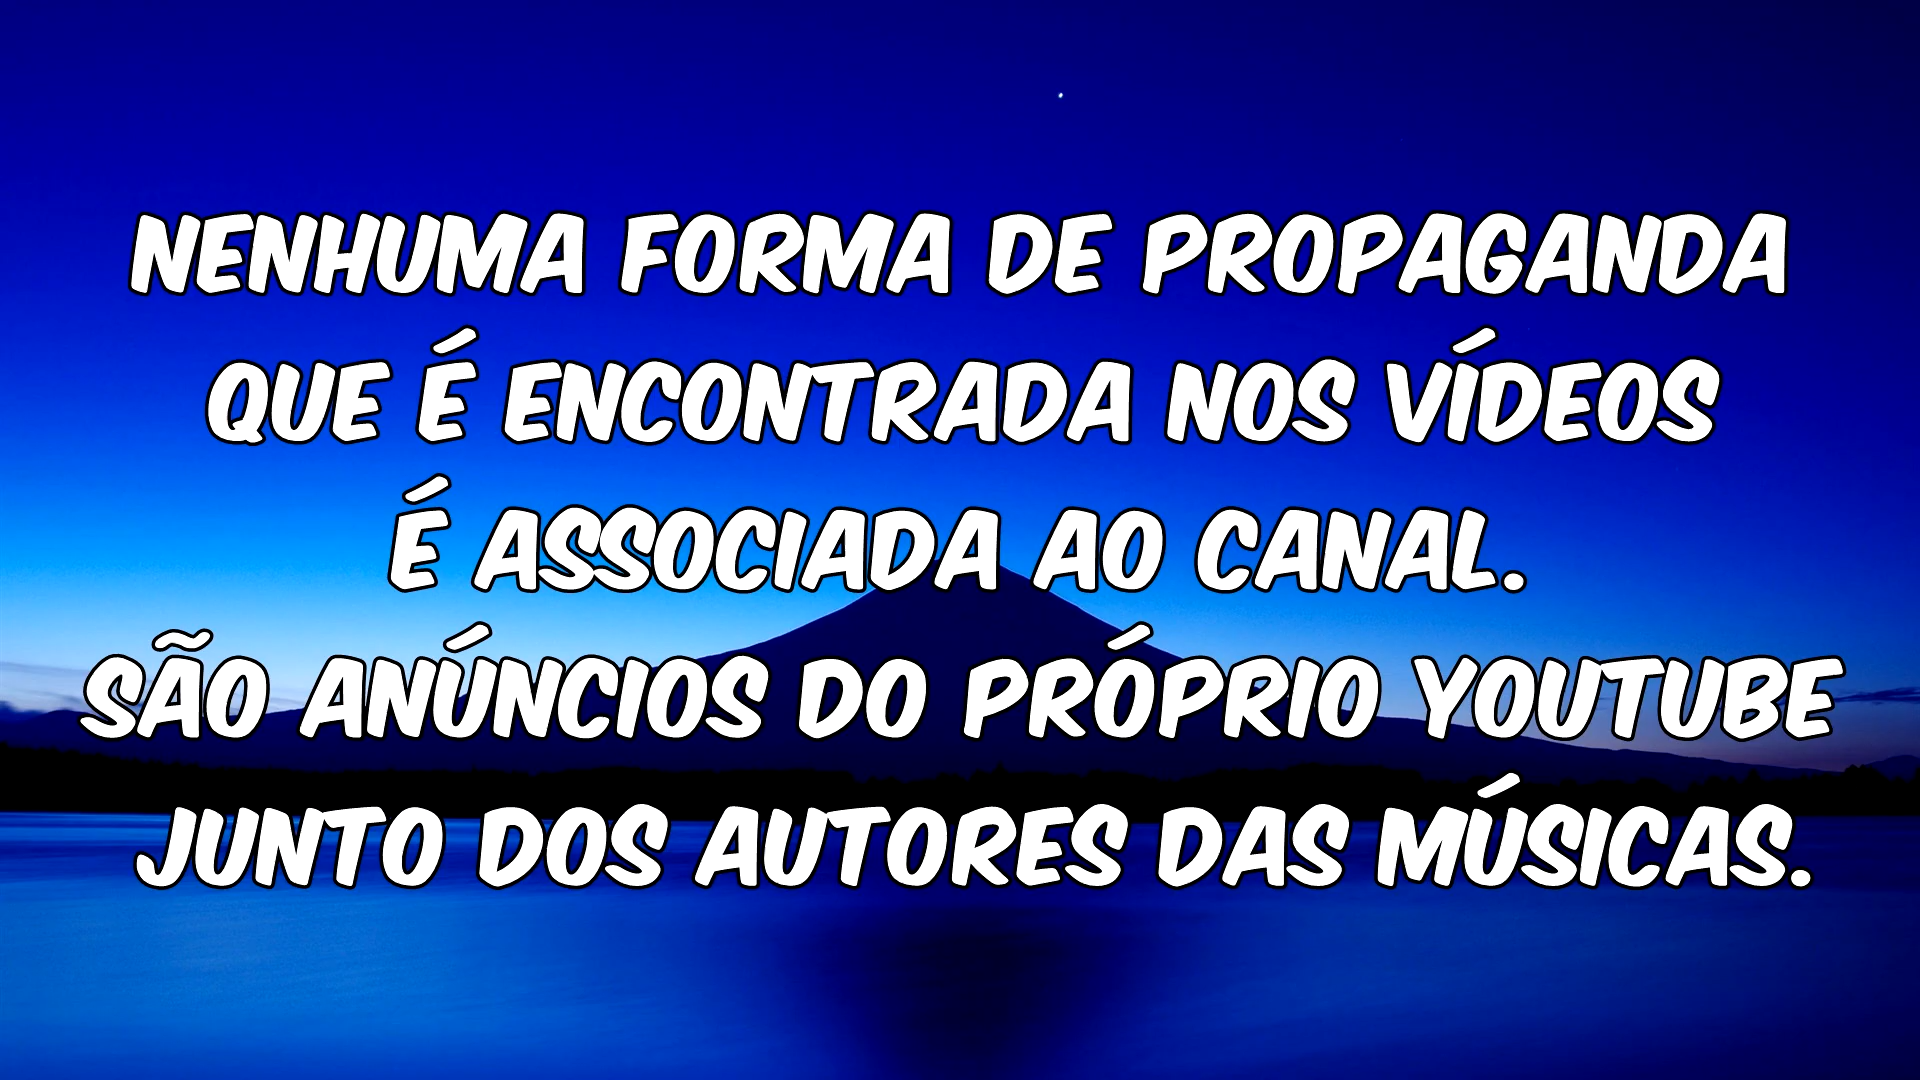 NENHUMA FORMA DE PROPAGANDA
QUE É ENCONTRADA NOS VÍDEOS
É ASSOCIADA AO CANAL.
SÃO ANÚNCIOS DO PRÓPRIO YOUTUBE
JUNTO DOS AUTORES DAS MÚSICAS.